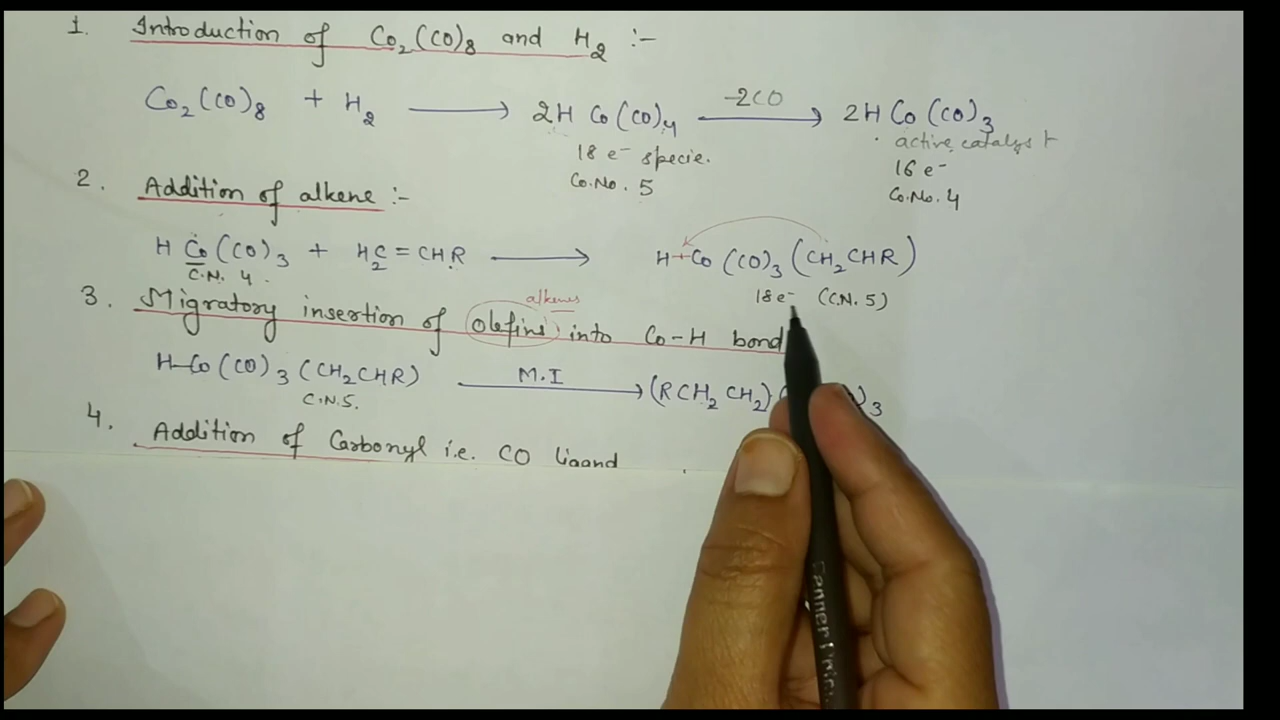 1. Introduction of Co₂(CO)₈ and H₂ :-
Co₂(CO)₈ + H₂ → 2H Co(CO)₄ -2CO → 2H Co(CO)₃
18 e⁻ specie. active catalyst
Co.No. 5 16 e⁻
Co.No. 4
2. Addition of alkene :-
H Co(CO)₃ + H₂C = CHR → H-Co(CO)₃(CH₂CHR)
C.N. 4. 18e⁻ (C.N. 5)
alkenes
3. Migratory insertion of olefins into Co-H bond
H-Co(CO)₃(CH₂CHR) M.I → (RCH₂CH₂) )₃
C.N.5.
4. Addition of Carbonyl i.e. CO ligand